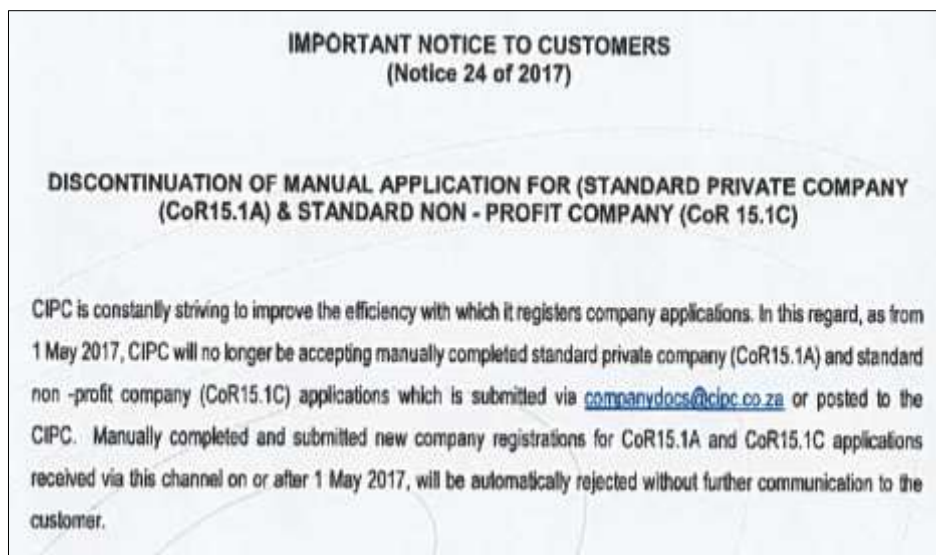 IMPORTANT NOTICE TO CUSTOMERS
(Notice 24 of 2017)
DISCONTINUATION OF MANUAL APPLICATION FOR (STANDARD PRIVATE COMPANY
(CoR15.1A) & STANDARD NON - PROFIT COMPANY (CoR 15.1C)
CIPC is constantly striving to improve the efficiency with which it registers company applications. In this regard, as from
1 May 2017, CIPC will no longer be accepting manually completed standard private company (CoR15.1A) and standard
non -profit company (CoR15.1C) applications which is submitted via companydocs@cipc.co.za or posted to the
CIPC. Manually completed and submitted new company registrations for CoR15.1A and CoR15.1C applications
received via this channel on or after 1 May 2017, will be automatically rejected without further communication to the
customer.